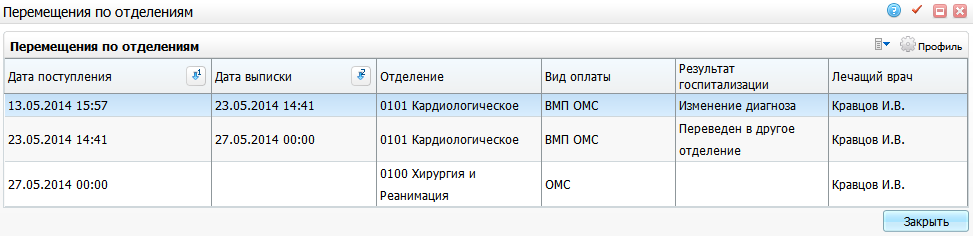 Перемещения по отделениям
Перемещения по отделениям
Профиль
Дата поступления 1 Дата выписки 2 Отделение Вид оплаты Результат госпитализации Лечащий врач
13.05.2014 15:57 23.05.2014 14:41 0101 Кардиологическое ВМП ОМС Изменение диагноза Кравцов И.В.
23.05.2014 14:41 27.05.2014 00:00 0101 Кардиологическое ВМП ОМС Переведен в другое отделение Кравцов И.В.
27.05.2014 00:00 0100 Хирургия и Реанимация ОМС Кравцов И.В.
Закрыть